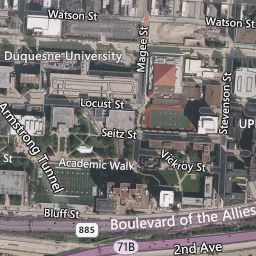 Watson St
Watson St
Magee St
Duquesne University
Stevenson St
Locust St
Seitz St
UP
Armstrong Tunnel
St
Academic Walk
Vickroy St
Bluff St
Boulevard of the Allies
885
71B
2nd Ave